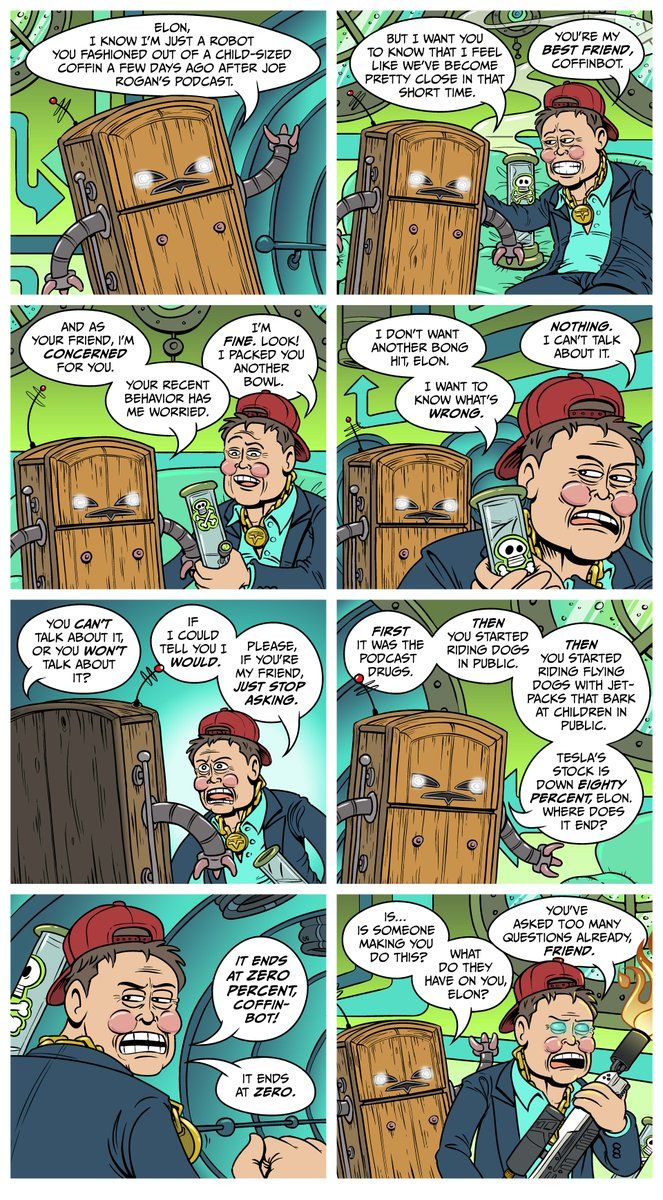 ELON,
I KNOW I'M JUST A ROBOT
YOU FASHIONED OUT OF A CHILD-SIZED
COFFIN A FEW DAYS AGO AFTER JOE
ROGAN'S PODCAST.
BUT I WANT YOU
TO KNOW THAT I FEEL
LIKE WE'VE BECOME
PRETTY CLOSE IN THAT
SHORT TIME.
YOU'RE MY
BEST FRIEND,
COFFINBOT.
AND AS
YOUR FRIEND, I'M
CONCERNED
FOR YOU.
YOUR RECENT
BEHAVIOR HAS
ME WORRIED.
I'M
FINE. LOOK!
I PACKED YOU
ANOTHER
BOWL.
I DON'T WANT
ANOTHER BONG
HIT, ELON.
I WANT TO
KNOW WHAT'S
WRONG.
NOTHING.
I CAN'T TALK
ABOUT IT.
YOU CAN'T
TALK ABOUT IT,
OR YOU WON'T
TALK ABOUT
IT?
IF
I COULD
TELL YOU I
WOULD.
PLEASE,
IF YOU'RE
MY FRIEND,
JUST STOP
ASKING.
FIRST
IT WAS THE
PODCAST
DRUGS.
THEN
YOU STARTED
RIDING DOGS
IN PUBLIC.
THEN
YOU STARTED
RIDING FLYING
DOGS WITH JET-
PACKS THAT BARK
AT CHILDREN IN
PUBLIC.
TESLA'S
STOCK IS
DOWN EIGHTY
PERCENT, ELON.
WHERE DOES
IT END?
IT ENDS
AT ZERO
PERCENT,
COFFIN-
BOT!
IT ENDS
AT ZERO.
IS...
IS SOMEONE
MAKING YOU
DO THIS?
WHAT
DO THEY
HAVE ON YOU,
ELON?
YOU'VE
ASKED TOO MANY
QUESTIONS ALREADY,
FRIEND.